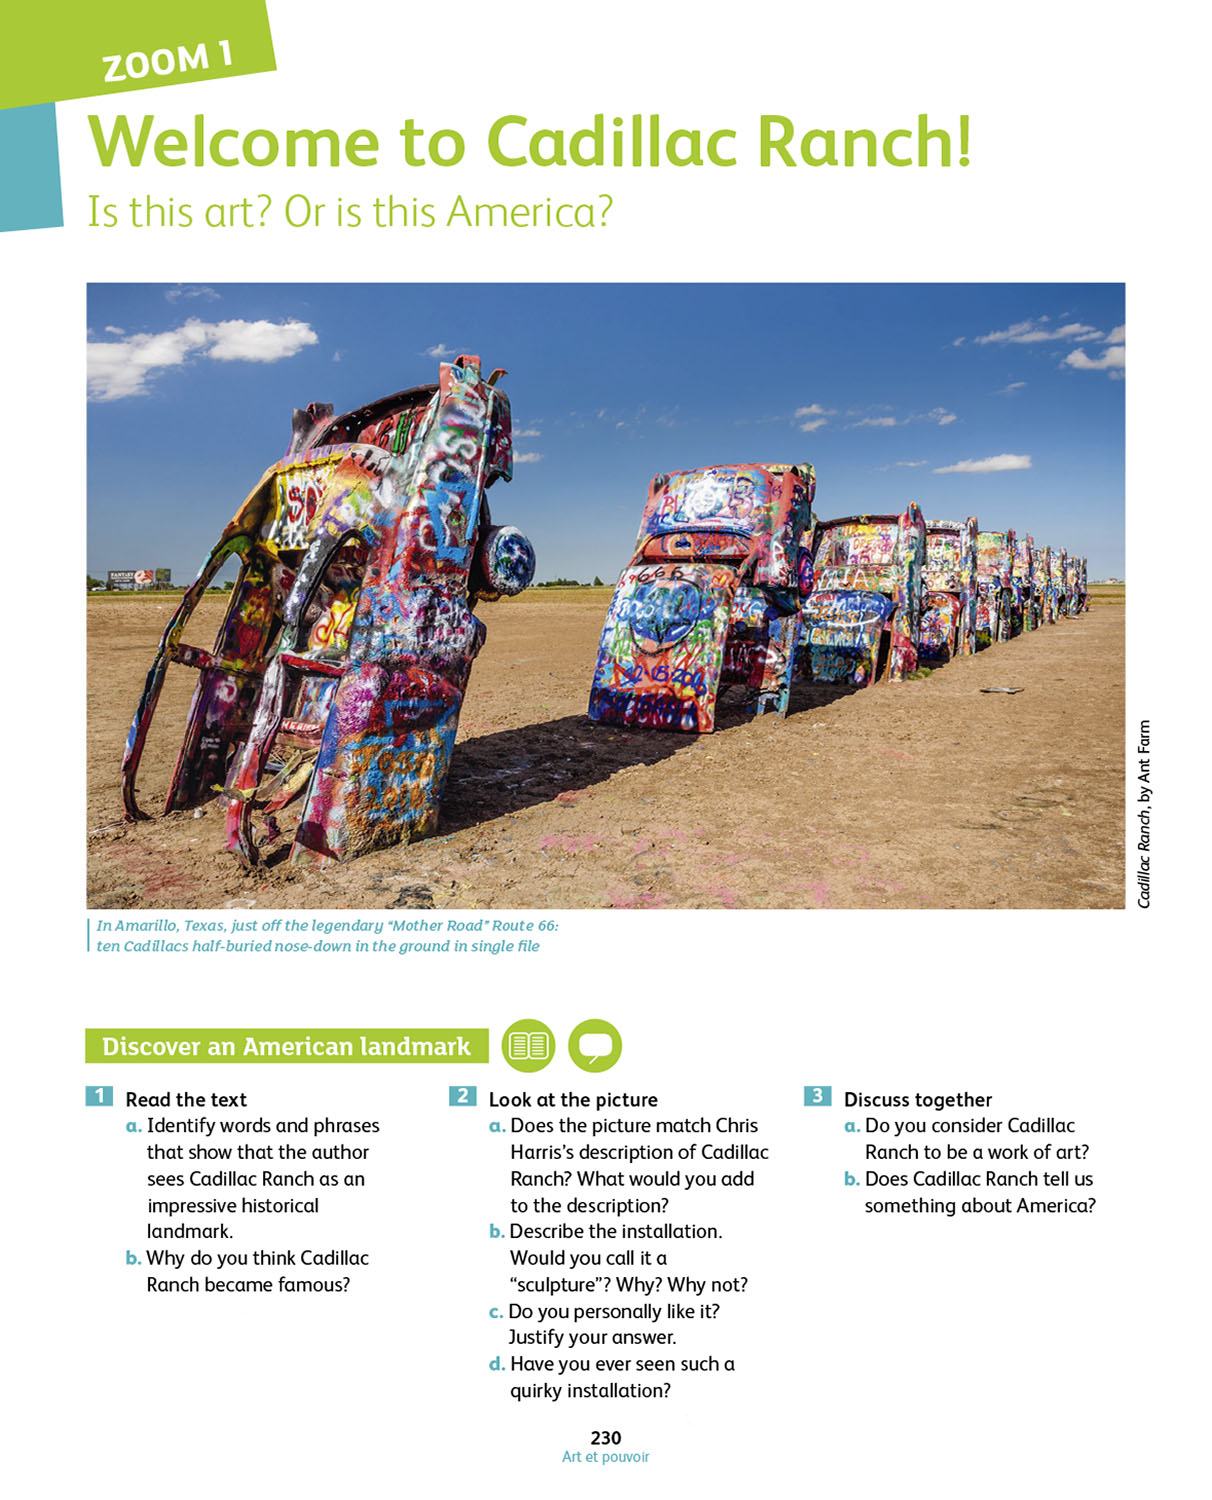 ZOOM 1
Welcome to Cadillac Ranch!
Is this art? Or is this America?
FANTASY
666
Cadillac Ranch, by Ant Farm
In Amarillo, Texas, just off the legendary “Mother Road” Route 66:
ten Cadillacs half-buried nose-down in the ground in single file
Discover an American landmark
1 Read the text
a. Identify words and phrases
that show that the author
sees Cadillac Ranch as an
impressive historical
landmark.
b. Why do you think Cadillac
Ranch became famous?
2 Look at the picture
a. Does the picture match Chris
Harris’s description of Cadillac
Ranch? What would you add
to the description?
b. Describe the installation.
Would you call it a
“sculpture”? Why? Why not?
c. Do you personally like it?
Justify your answer.
d. Have you ever seen such a
quirky installation?
3 Discuss together
a. Do you consider Cadillac
Ranch to be a work of art?
b. Does Cadillac Ranch tell us
something about America?
230
Art et pouvoir